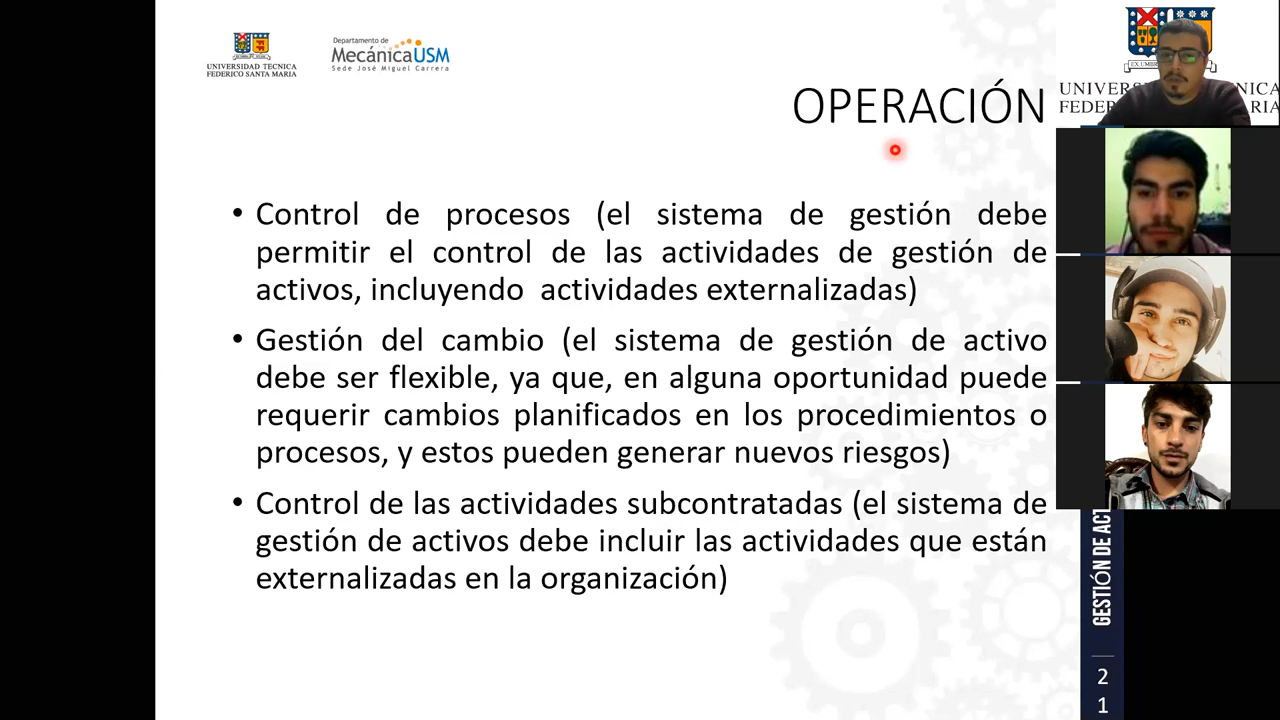 UNIVERSIDAD TECNICA
FEDERICO SANTA MARIA
Departamento de
MecánicaUSM
Sede José Miguel Carrera
OPERACIÓN
• Control de procesos (el sistema de gestión debe
permitir el control de las actividades de gestión de
activos, incluyendo actividades externalizadas)
• Gestión del cambio (el sistema de gestión de activo
debe ser flexible, ya que, en alguna oportunidad puede
requerir cambios planificados en los procedimientos o
procesos, y estos pueden generar nuevos riesgos)
• Control de las actividades subcontratadas (el sistema de
gestión de activos debe incluir las actividades que están
externalizadas en la organización)
GESTIÓN DE ACT
2
1